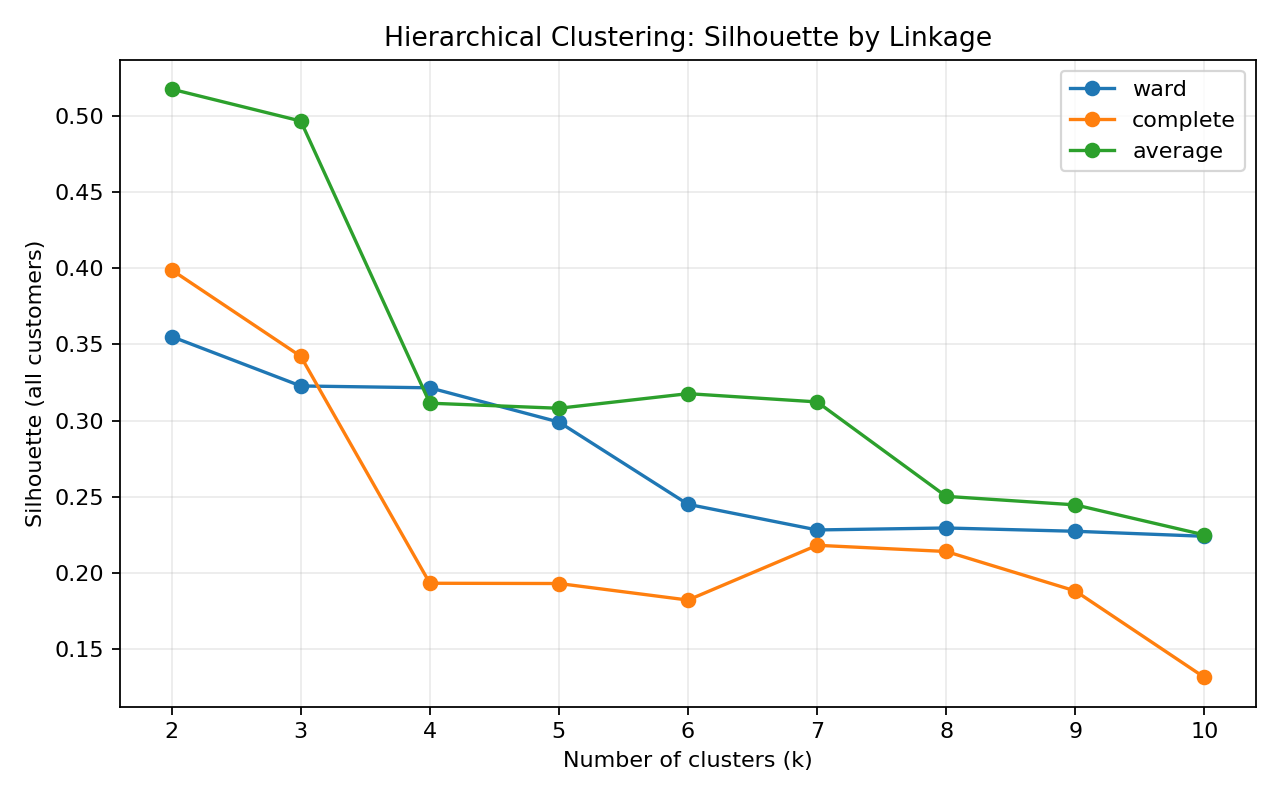 Hierarchical Clustering: Silhouette by Linkage
ward
complete
average
Silhouette (all customers)
0.50
0.45
0.40
0.35
0.30
0.25
0.20
0.15
2 3 4 5 6 7 8 9 10
Number of clusters (k)